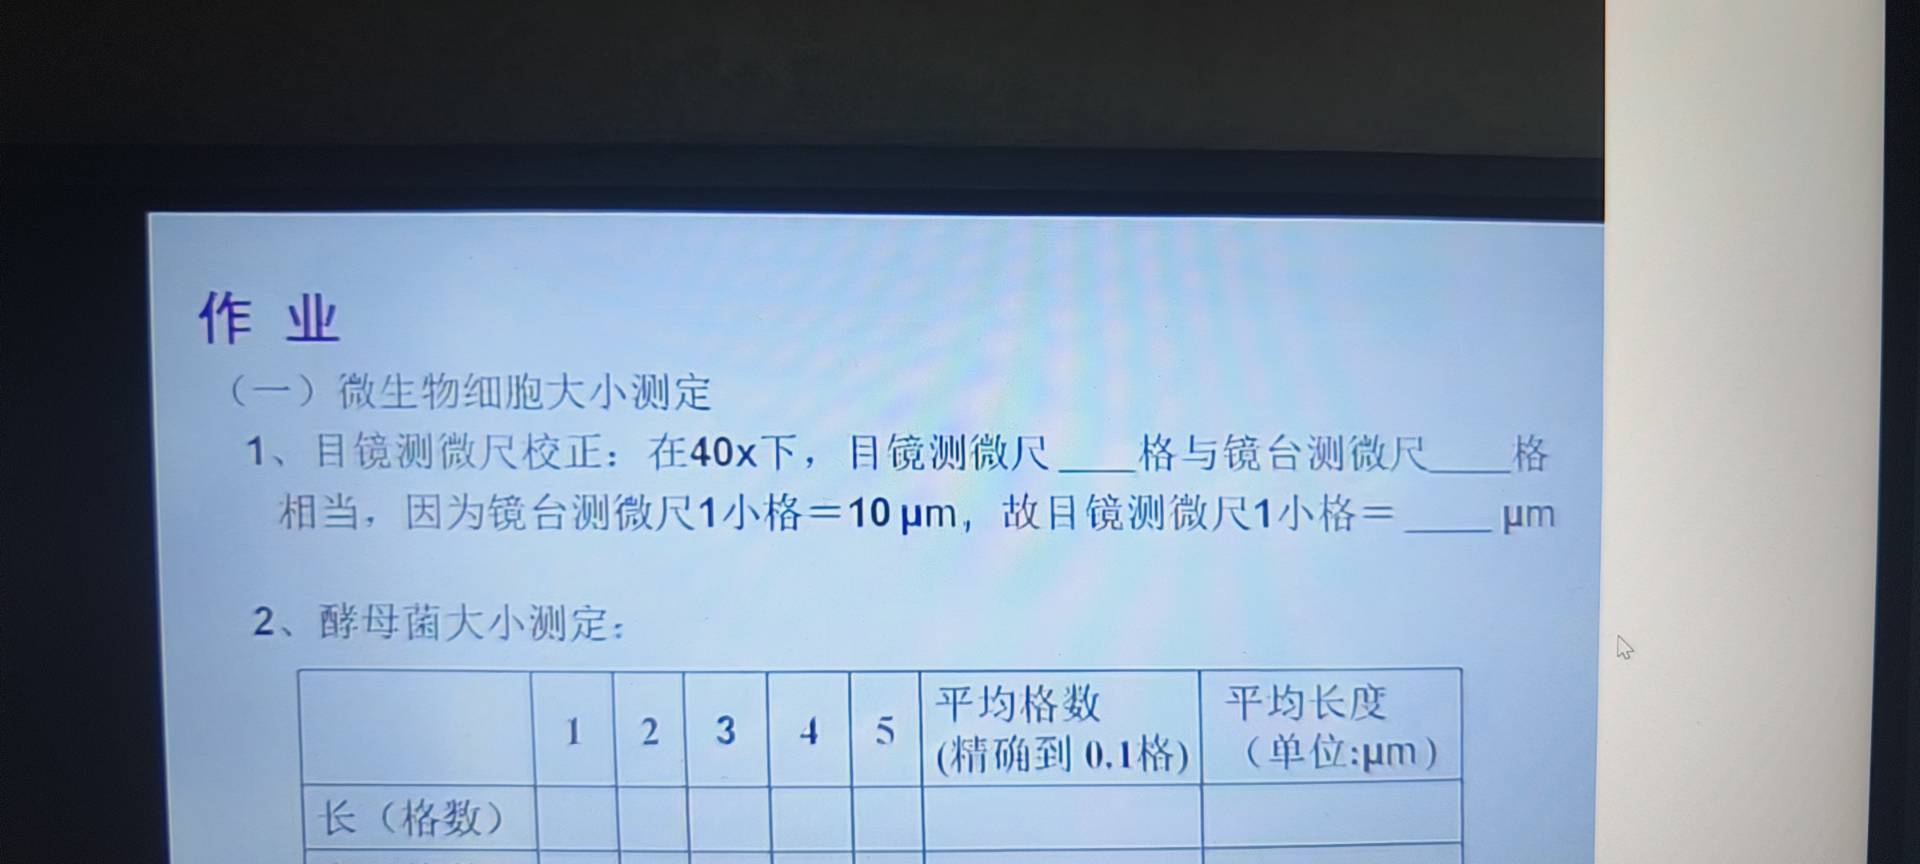 作 业
（一）微生物细胞大小测定
1、目镜测微尺校正：在40x下，目镜测微尺____格与镜台测微尺____格
相当，因为镜台测微尺1小格＝10 μm，故目镜测微尺1小格＝____ μm
2、酵母菌大小测定：
1 2 3 4 5 平均格数 平均长度
(精确到 0.1格) （单位:μm）
长（格数）